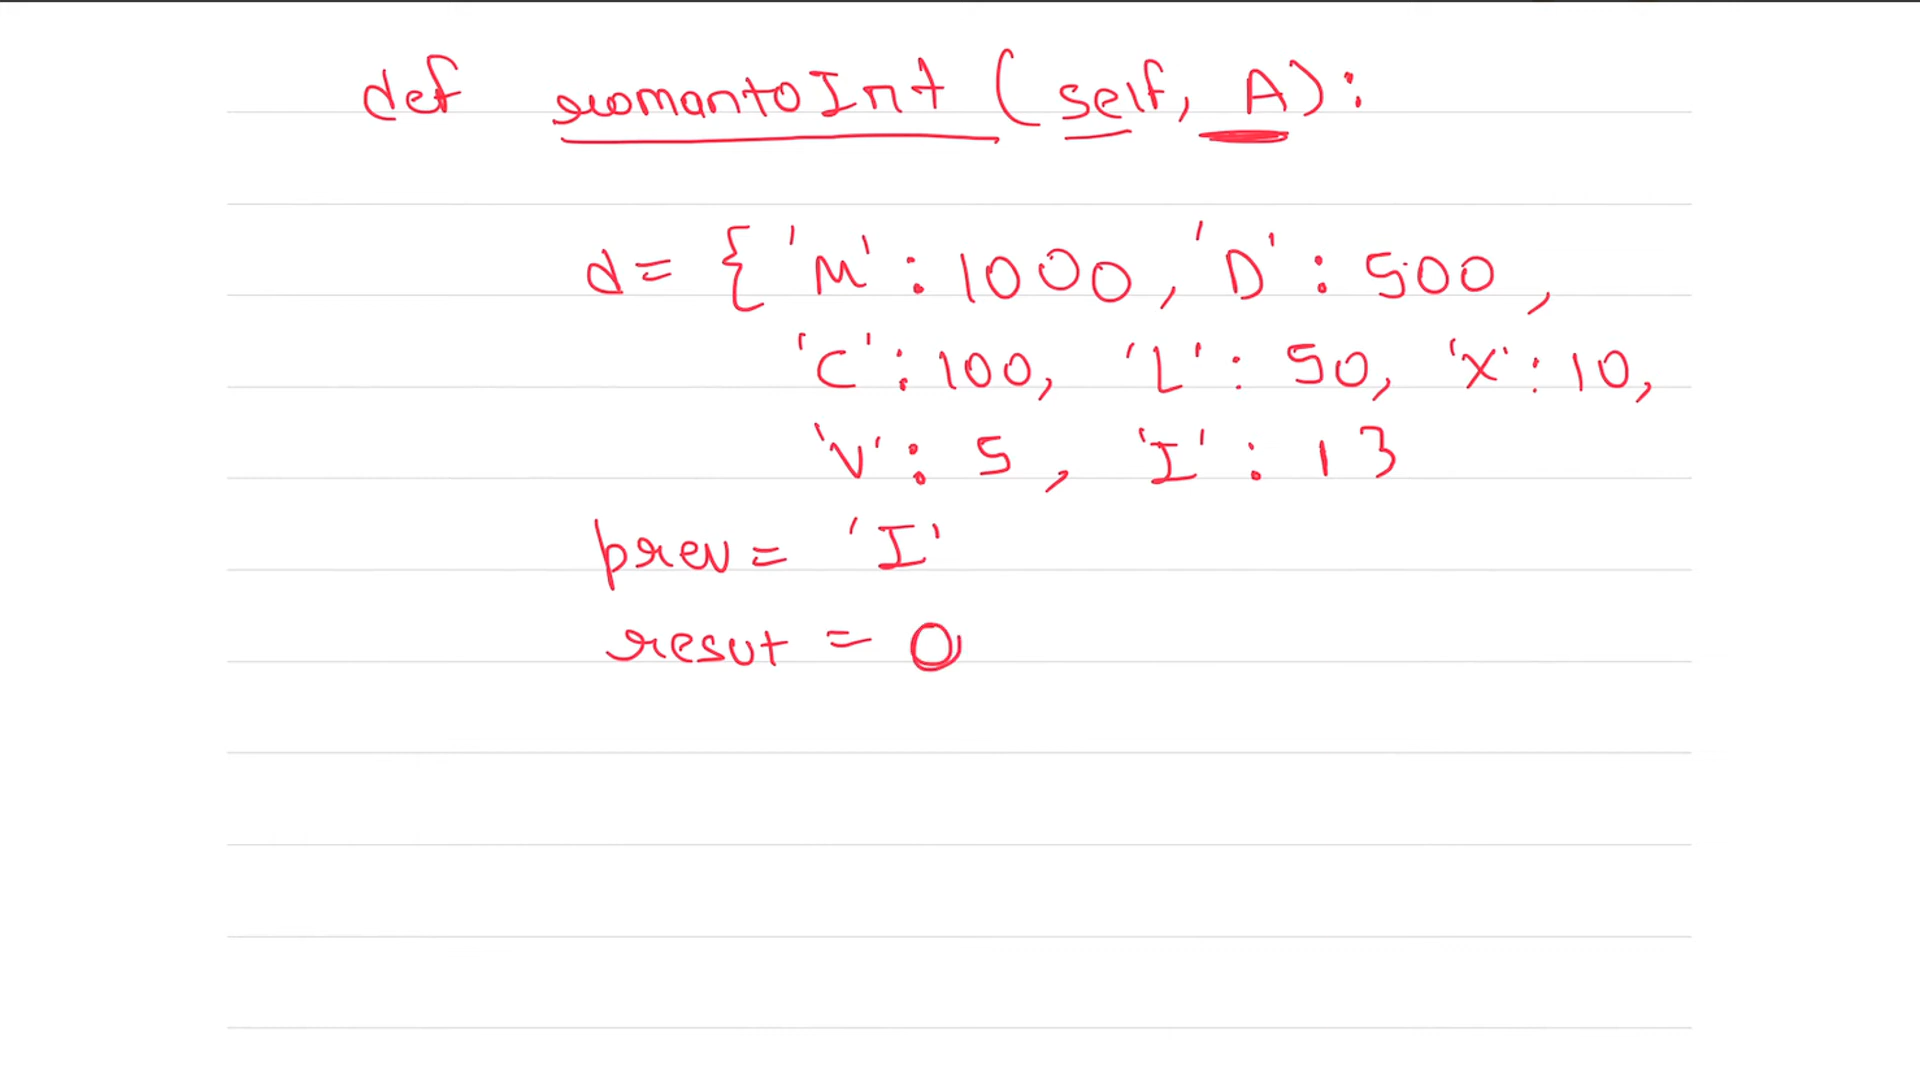 def romantoInt (self, A):
d= { 'M' : 1000, 'D' : 500,
'C' : 100, 'L' : 50, 'X' : 10,
'V' : 5, 'I' : 1 }
prev = 'I'
resut = 0